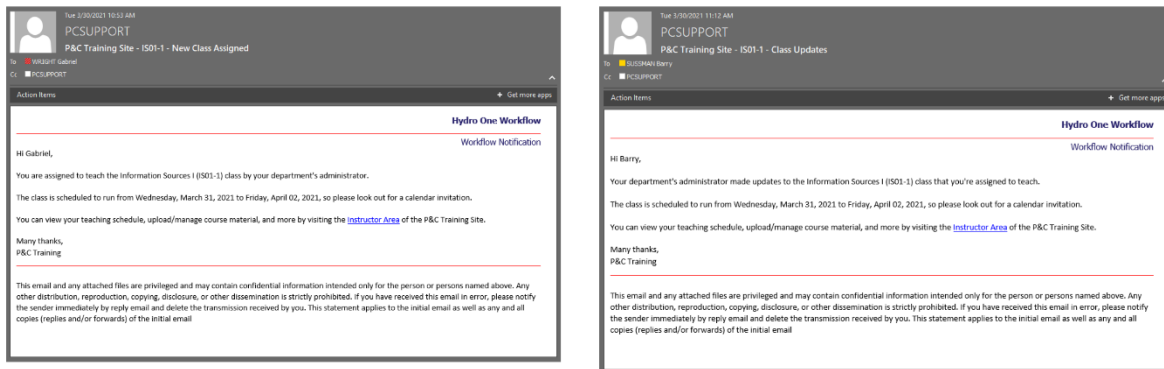 Tue 3/30/2021 10:53 AM
PCSUPPORT
P&C Training Site - IS01-1 - New Class Assigned
To WRIGHT Gabriel
Cc PCSUPPORT
Action Items + Get more apps
Hydro One Workflow
Workflow Notification
Hi Gabriel,
You are assigned to teach the Information Sources I (IS01-1) class by your department's administrator.
The class is scheduled to run from Wednesday, March 31, 2021 to Friday, April 02, 2021, so please look out for a calendar invitation.
You can view your teaching schedule, upload/manage course material, and more by visiting the Instructor Area of the P&C Training Site.
Many thanks,
P&C Training
This email and any attached files are privileged and may contain confidential information intended only for the person or persons named above. Any
other distribution, reproduction, copying, disclosure, or other dissemination is strictly prohibited. If you have received this email in error, please notify
the sender immediately by reply email and delete the transmission received by you. This statement applies to the initial email as well as any and all
copies (replies and/or forwards) of the initial email
Tue 3/30/2021 11:12 AM
PCSUPPORT
P&C Training Site - IS01-1 - Class Updates
To SUSSMAN Barry
Cc PCSUPPORT
Action Items + Get more apps
Hydro One Workflow
Workflow Notification
Hi Barry,
Your department's administrator made updates to the Information Sources I (IS01-1) class that you're assigned to teach.
The class is scheduled to run from Wednesday, March 31, 2021 to Friday, April 02, 2021, so please look out for a calendar invitation.
You can view your teaching schedule, upload/manage course material, and more by visiting the Instructor Area of the P&C Training Site.
Many thanks,
P&C Training
This email and any attached files are privileged and may contain confidential information intended only for the person or persons named above. Any
other distribution, reproduction, copying, disclosure, or other dissemination is strictly prohibited. If you have received this email in error, please notify
the sender immediately by reply email and delete the transmission received by you. This statement applies to the initial email as well as any and all
copies (replies and/or forwards) of the initial email